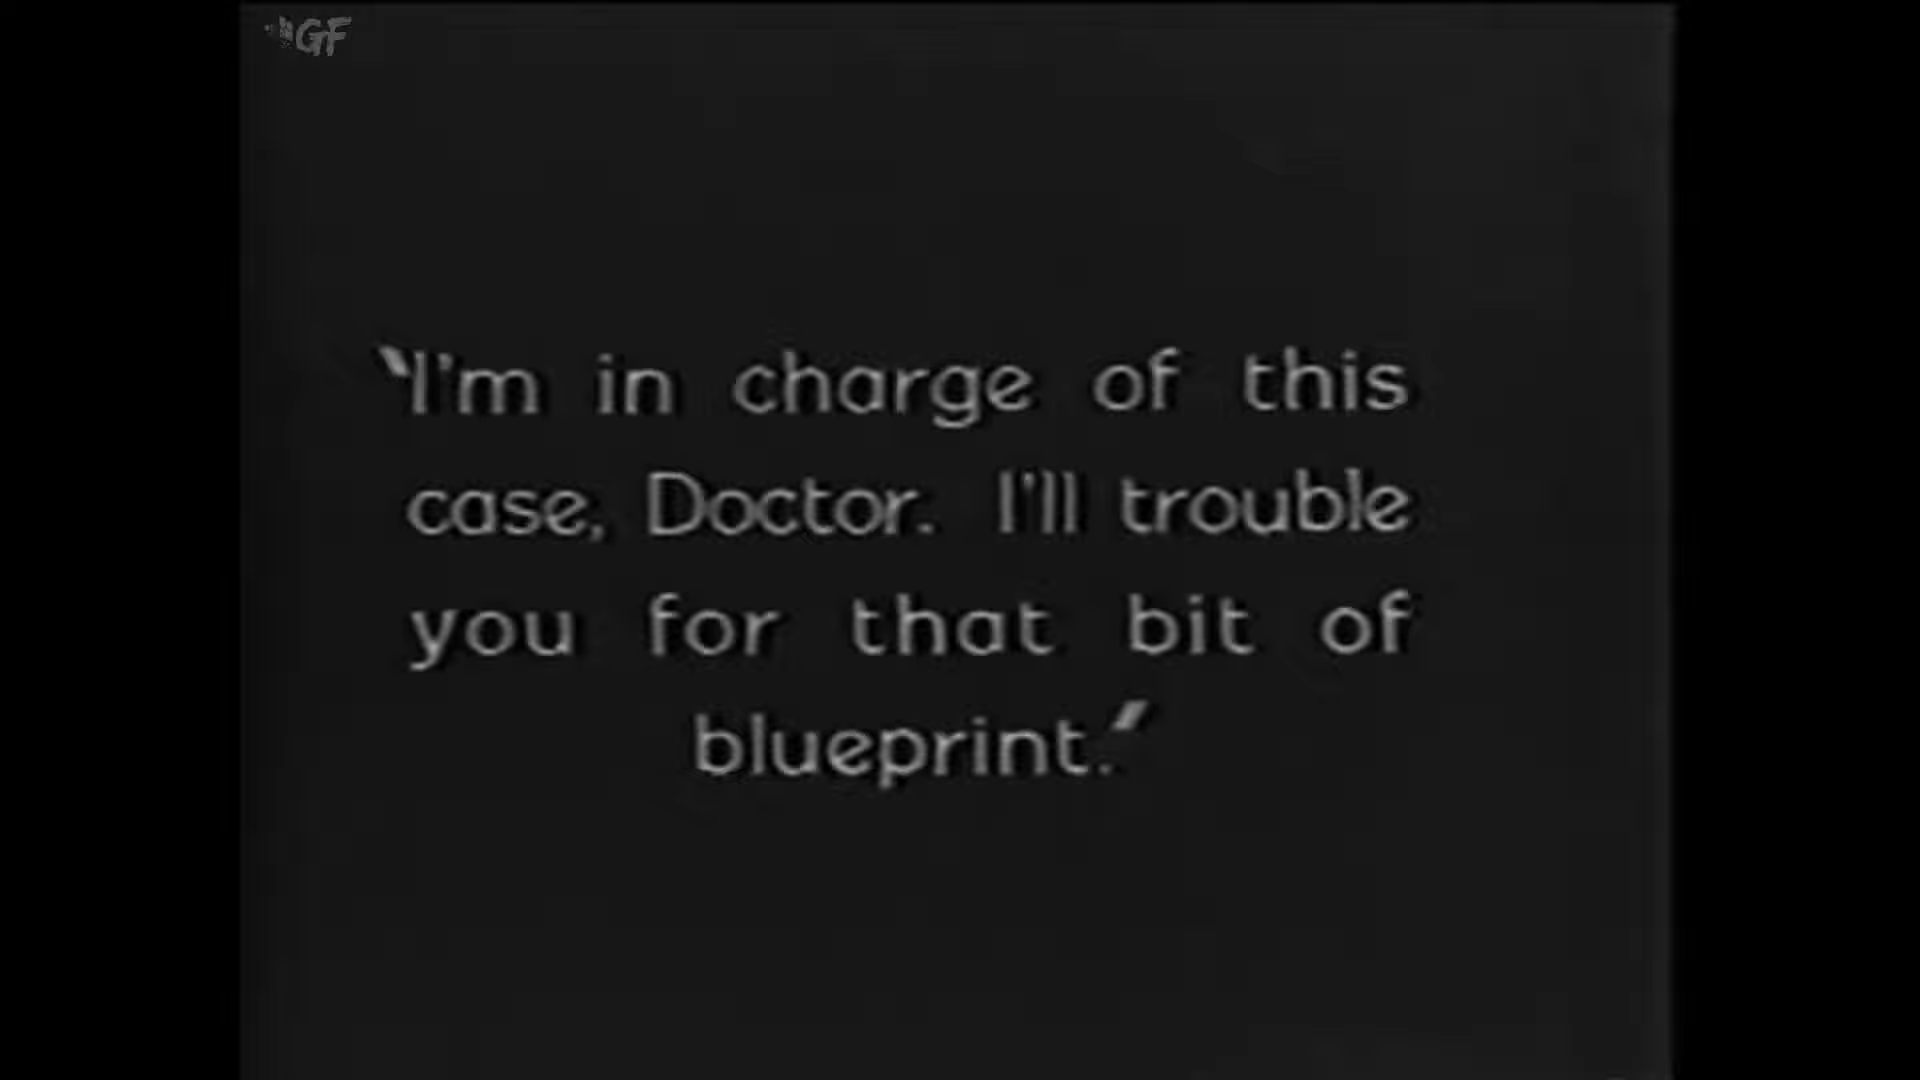 GF
"I'm in charge of this
case, Doctor. I'll trouble
you for that bit of
blueprint."